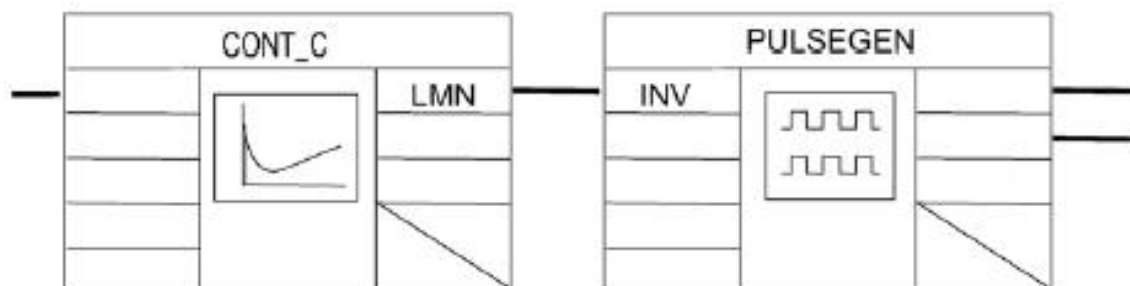 CONT_C
PULSEGEN
LMN
INV